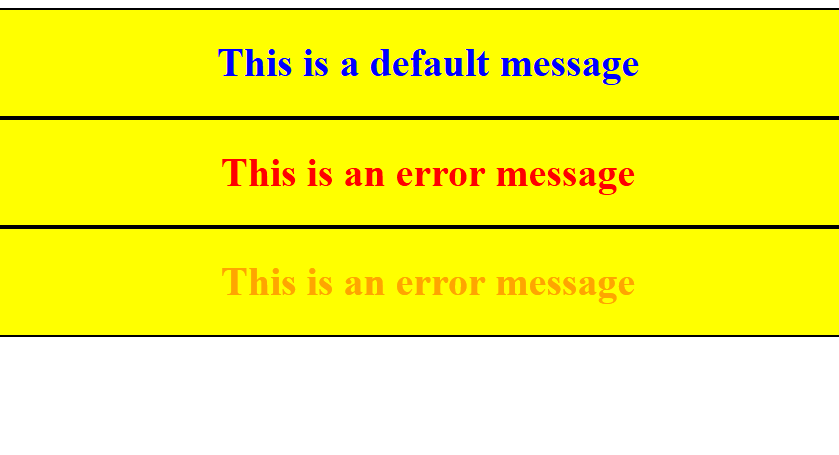 This is a default message
This is an error message
This is an error message